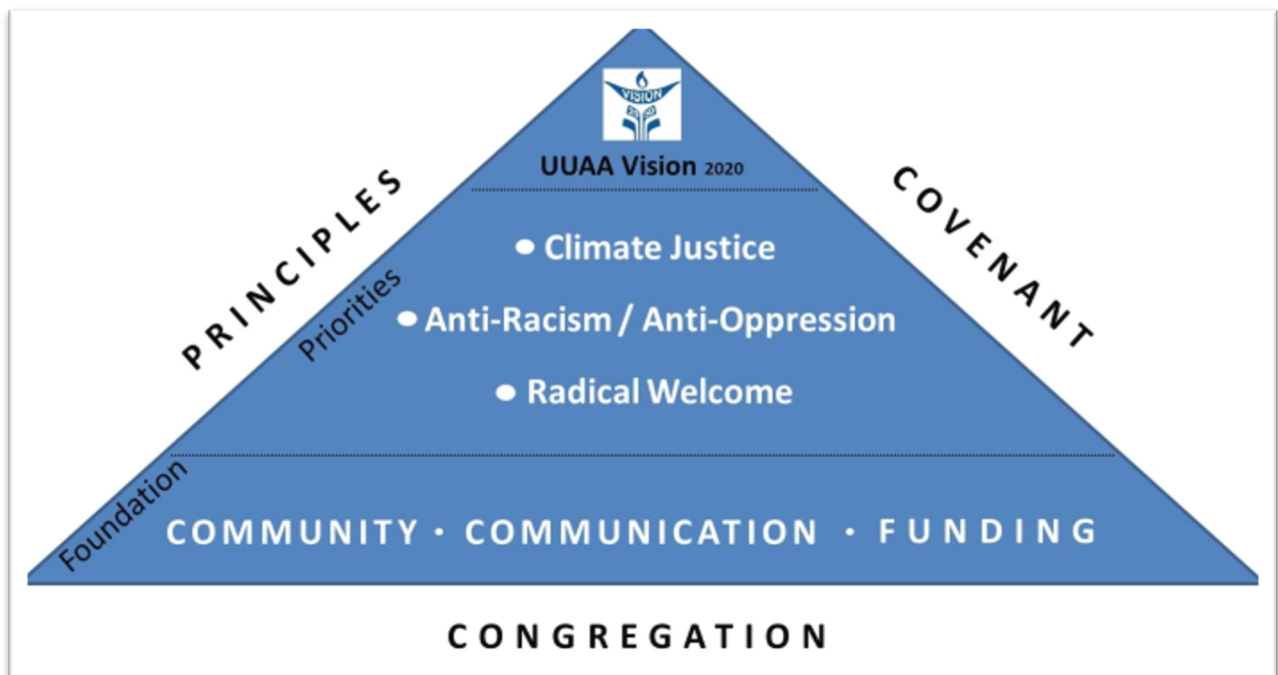 VISION
UUAA Vision 2020
PRINCIPLES
COVENANT
Priorities
• Climate Justice
• Anti-Racism / Anti-Oppression
• Radical Welcome
Foundation
COMMUNITY · COMMUNICATION · FUNDING
CONGREGATION